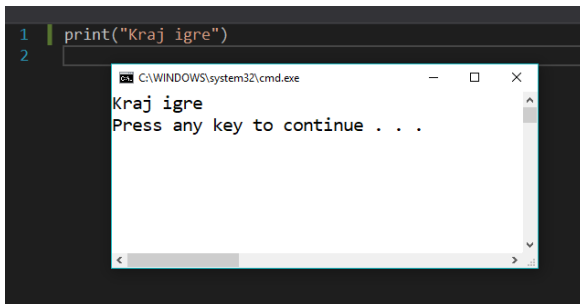 1 print("Kraj igre")
2
C:\WINDOWS\system32\cmd.exe
Kraj igre
Press any key to continue . . .